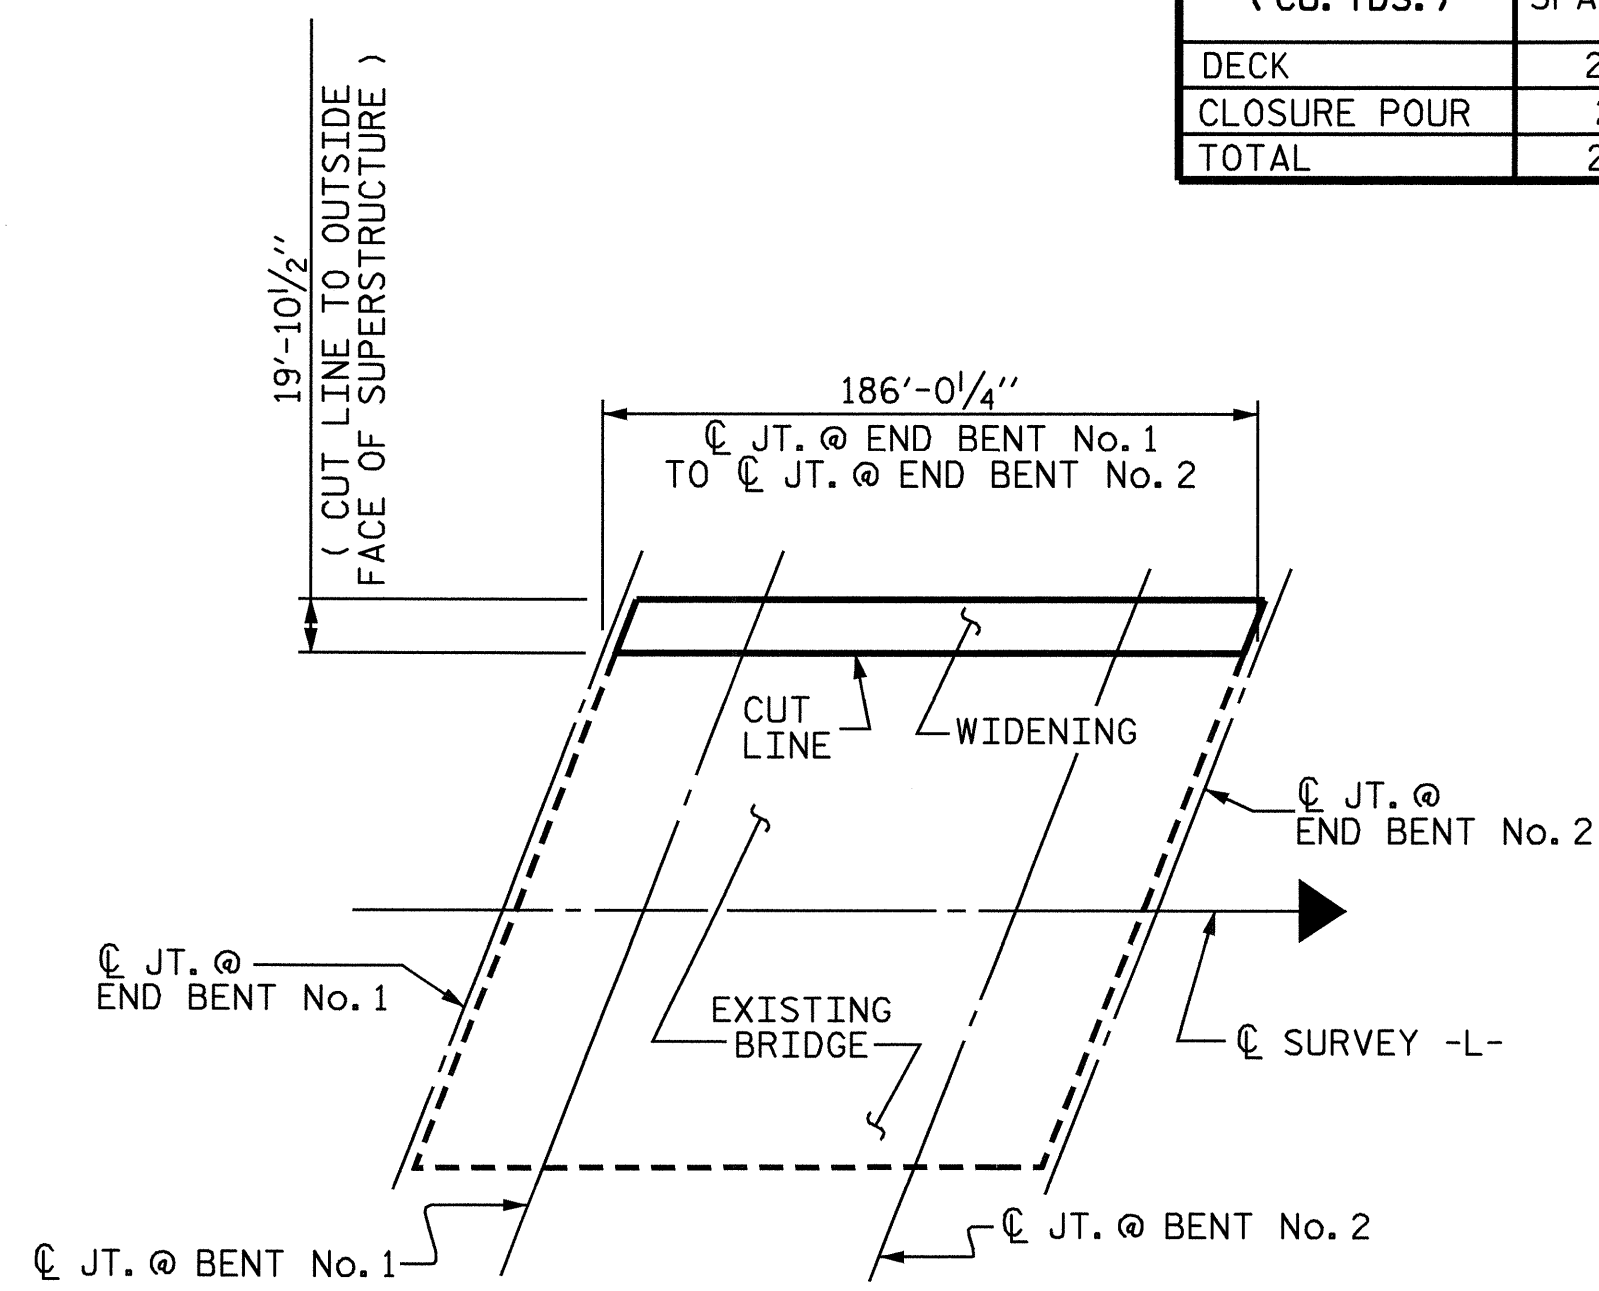 DECK
CLOSURE POUR
TOTAL
19'-10½"
( CUT LINE TO OUTSIDE
FACE OF SUPERSTRUCTURE )
186'-0¼"
℄ JT. @ END BENT No. 1
TO ℄ JT. @ END BENT No. 2
CUT
LINE
WIDENING
℄ JT. @
END BENT No. 2
℄ JT. @
END BENT No. 1
EXISTING
BRIDGE
℄ SURVEY -L-
℄ JT. @ BENT No. 2
℄ JT. @ BENT No. 1